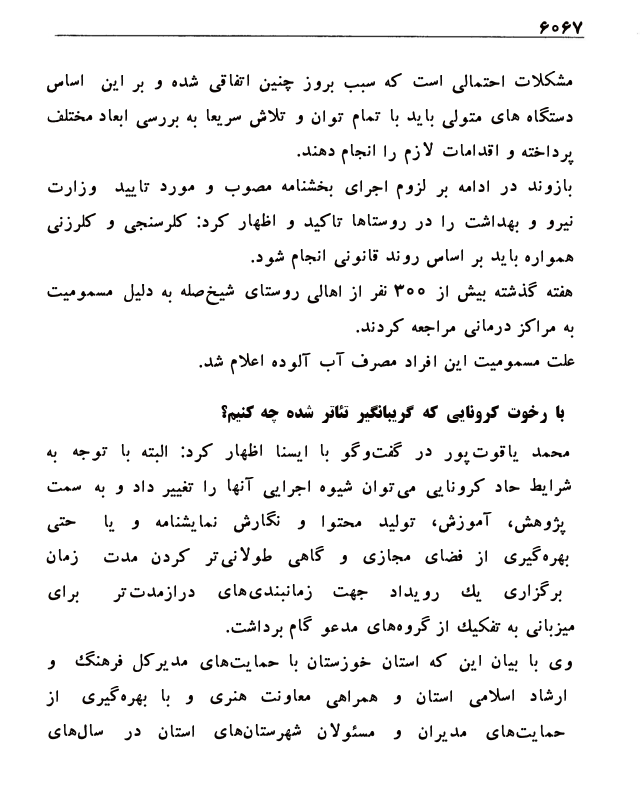 ۶۰۶۷
مشکلات احتمالی است که سبب بروز چنین اتفاقی شده و بر این اساس
دستگاه های متولی باید با تمام توان و تلاش سریعا به بررسی ابعاد مختلف
پرداخته و اقدامات لازم را انجام دهند.
بازوند در ادامه بر لزوم اجرای بخشنامه مصوب و مورد تایید وزارت
نیرو و بهداشت را در روستاها تاکید و اظهار کرد: کلرسنجی و کلرزنی
همواره باید بر اساس روند قانونی انجام شود.
هفته گذشته بیش از ۳۰۰ نفر از اهالی روستای شیخ‌صله به دلیل مسمومیت
به مراکز درمانی مراجعه کردند.
علت مسمومیت این افراد مصرف آب آلوده اعلام شد.
با رخوت کرونایی که گریبانگیر تئاتر شده چه کنیم؟
محمد یاقوت‌پور در گفت‌وگو با ایسنا اظهار کرد: البته با توجه به
شرایط حاد کرونایی می‌توان شیوه اجرایی آنها را تغییر داد و به سمت
پژوهش، آموزش، تولید محتوا و نگارش نمایشنامه و یا حتی
بهره‌گیری از فضای مجازی و گاهی طولانی‌تر کردن مدت زمان
برگزاری یك رویداد جهت زمانبندی‌های درازمدت‌تر برای
میزبانی به تفکیك از گروه‌های مدعو گام برداشت.
وی با بیان این که استان خوزستان با حمایت‌های مدیرکل فرهنگ و
ارشاد اسلامی استان و همراهی معاونت هنری و با بهره‌گیری از
حمایت‌های مدیران و مسئولان شهرستان‌های استان در سال‌های